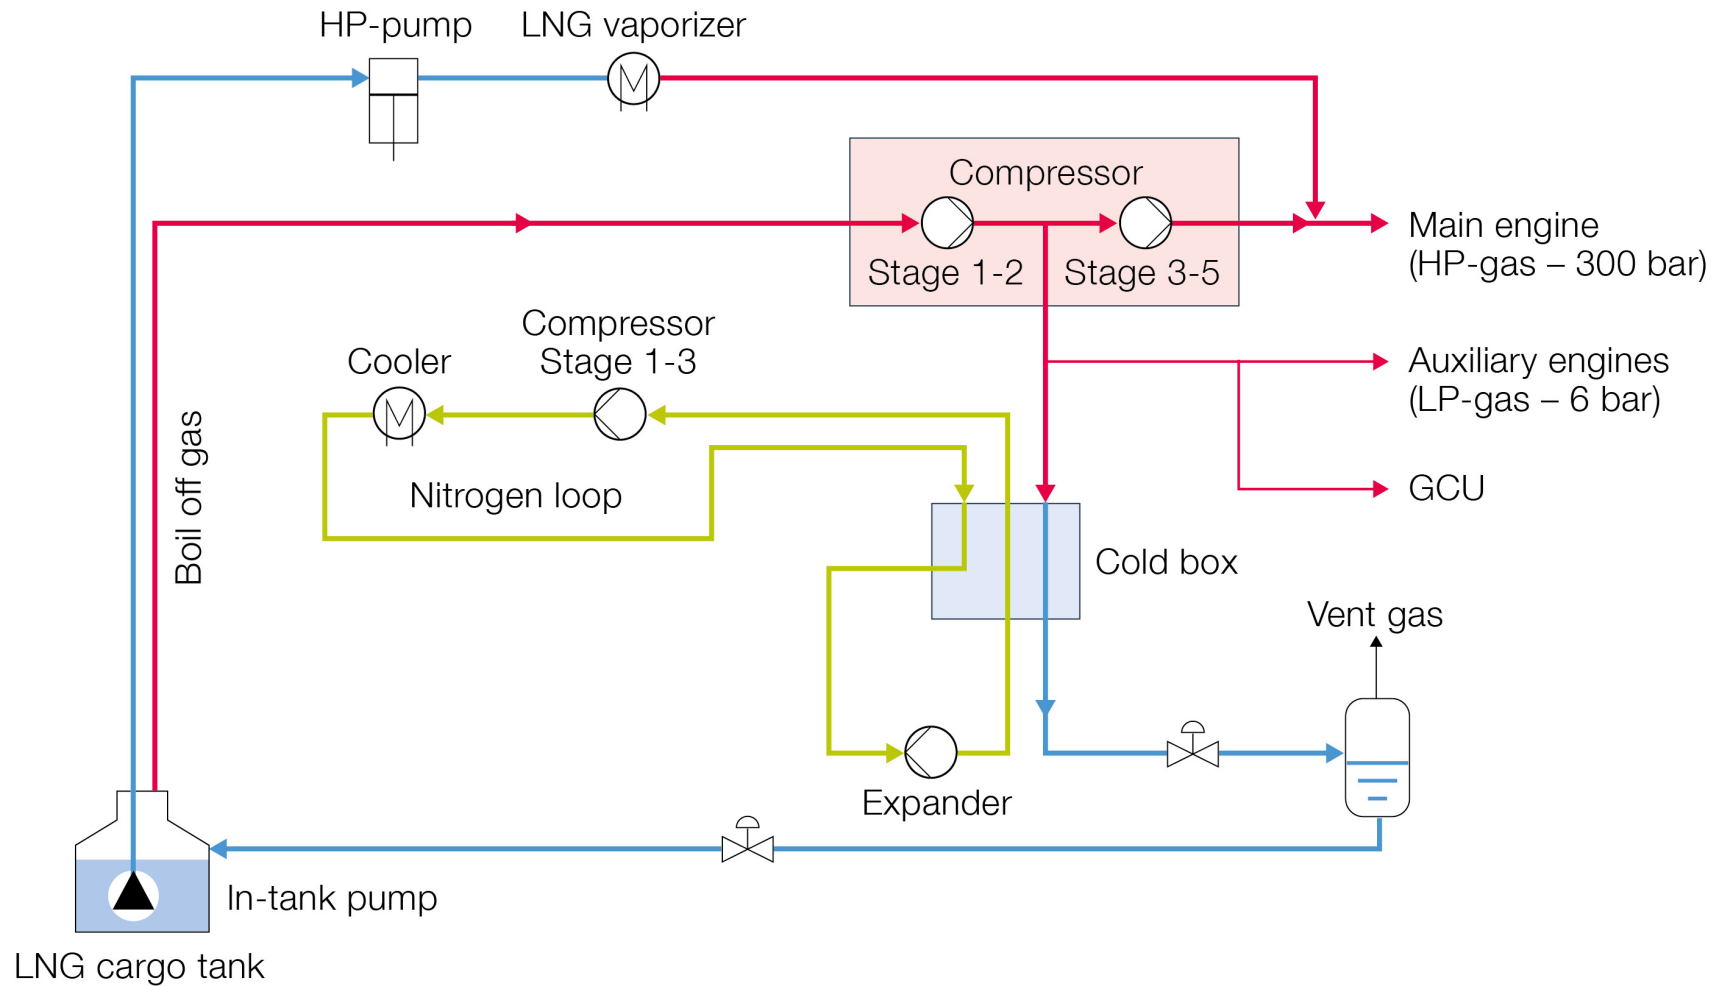 HP-pump
LNG vaporizer
Compressor
Stage 1-2
Stage 3-5
Main engine
(HP-gas – 300 bar)
Compressor
Stage 1-3
Cooler
Auxiliary engines
(LP-gas – 6 bar)
Boil off gas
Nitrogen loop
GCU
Cold box
Vent gas
Expander
In-tank pump
LNG cargo tank